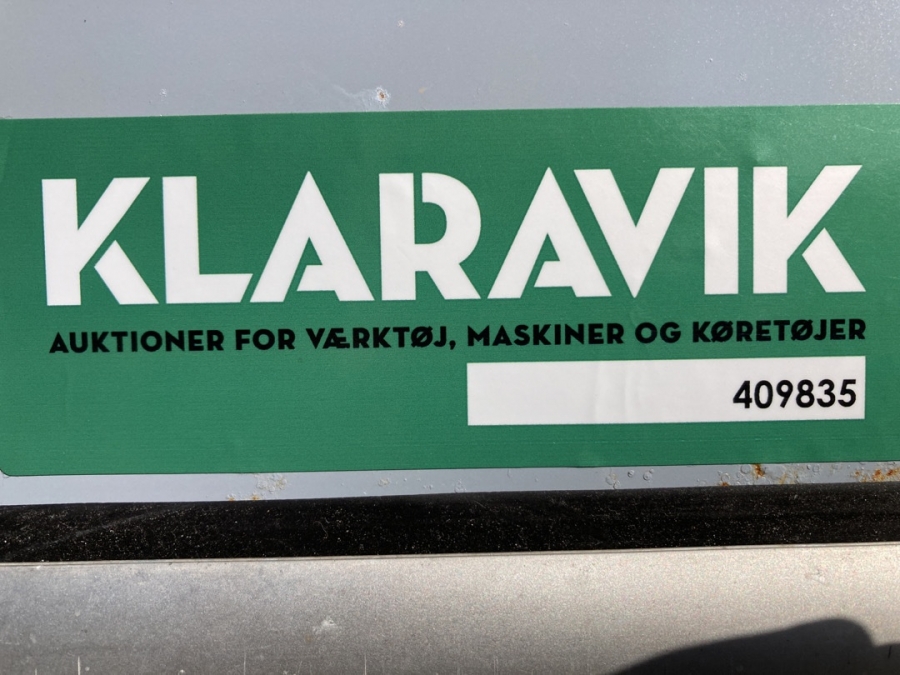 KLARAVIK
AUKTIONER FOR VÆRKTØJ, MASKINER OG KØRETØJER
409835